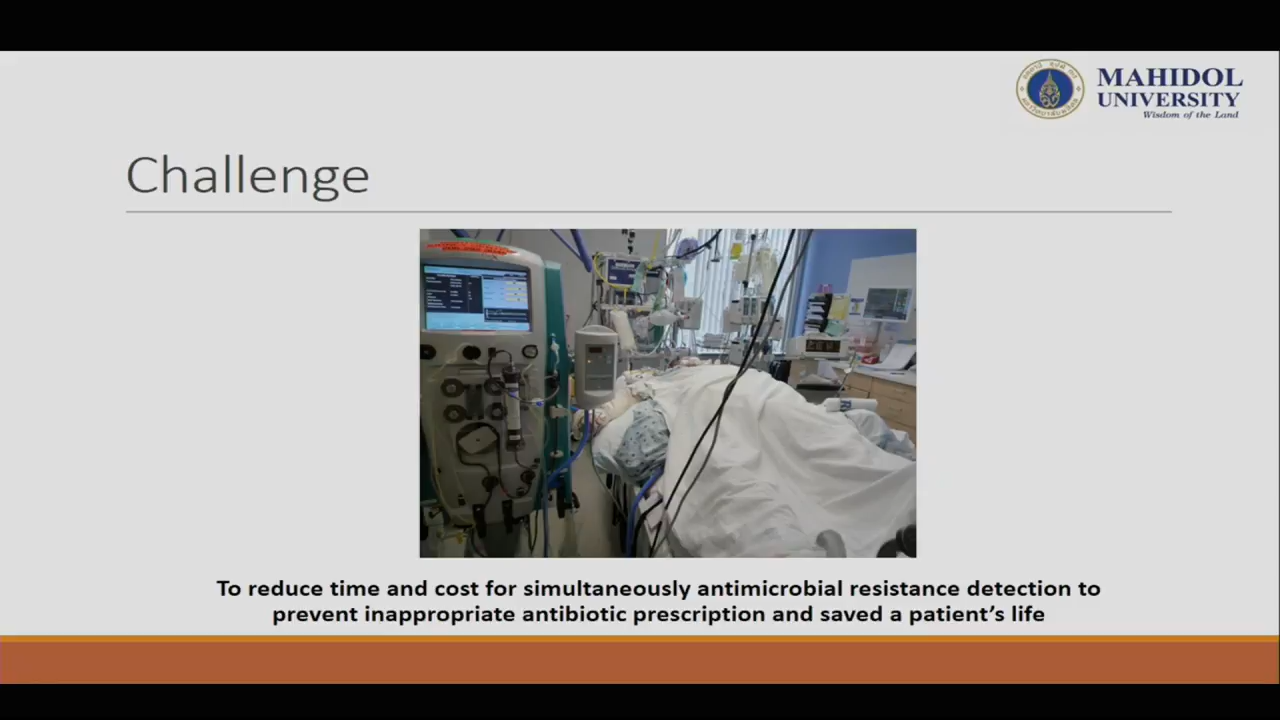 MAHIDOL
UNIVERSITY
Wisdom of the Land
Challenge
To reduce time and cost for simultaneously antimicrobial resistance detection to
prevent inappropriate antibiotic prescription and saved a patient’s life